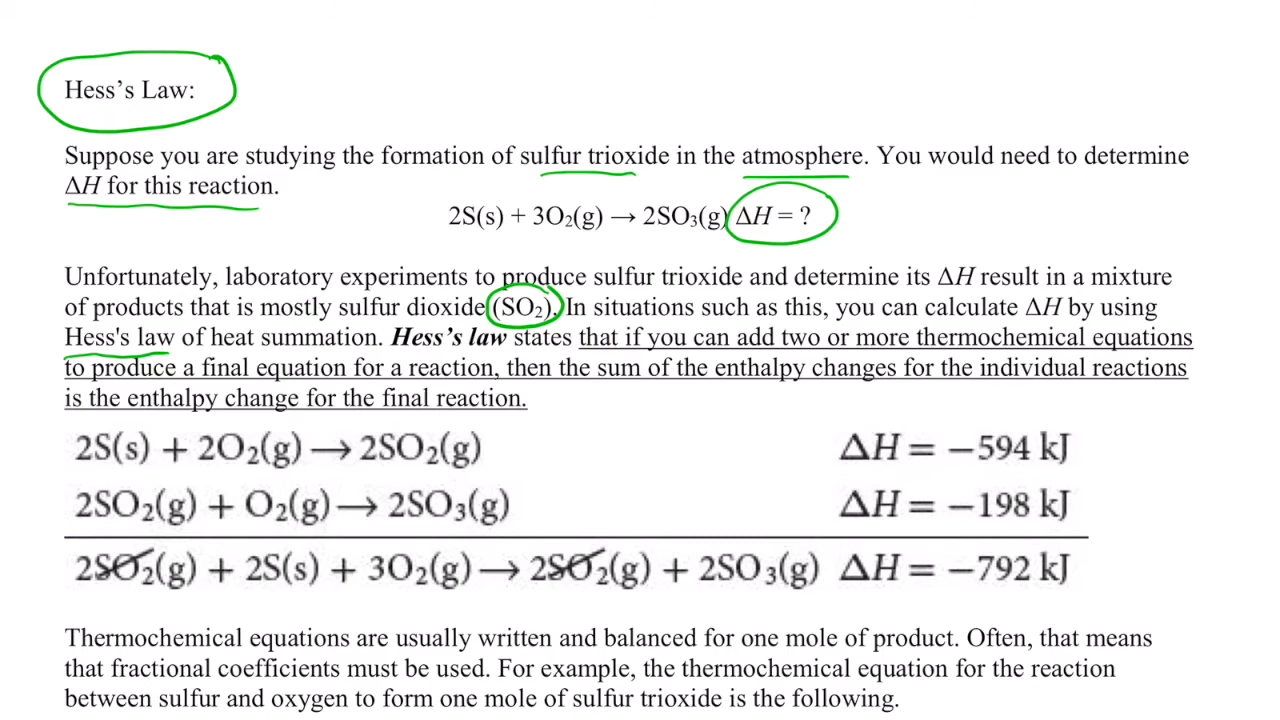 Hess’s Law:
Suppose you are studying the formation of sulfur trioxide in the atmosphere. You would need to determine
ΔH for this reaction.
2S(s) + 3O₂(g) → 2SO₃(g) ΔH = ?
Unfortunately, laboratory experiments to produce sulfur trioxide and determine its ΔH result in a mixture
of products that is mostly sulfur dioxide (SO₂). In situations such as this, you can calculate ΔH by using
Hess's law of heat summation. Hess’s law states that if you can add two or more thermochemical equations
to produce a final equation for a reaction, then the sum of the enthalpy changes for the individual reactions
is the enthalpy change for the final reaction.
2S(s) + 2O₂(g) → 2SO₂(g) ΔH = −594 kJ
2SO₂(g) + O₂(g) → 2SO₃(g) ΔH = −198 kJ
2SO₂(g) + 2S(s) + 3O₂(g) → 2SO₂(g) + 2SO₃(g) ΔH = −792 kJ
Thermochemical equations are usually written and balanced for one mole of product. Often, that means
that fractional coefficients must be used. For example, the thermochemical equation for the reaction
between sulfur and oxygen to form one mole of sulfur trioxide is the following.